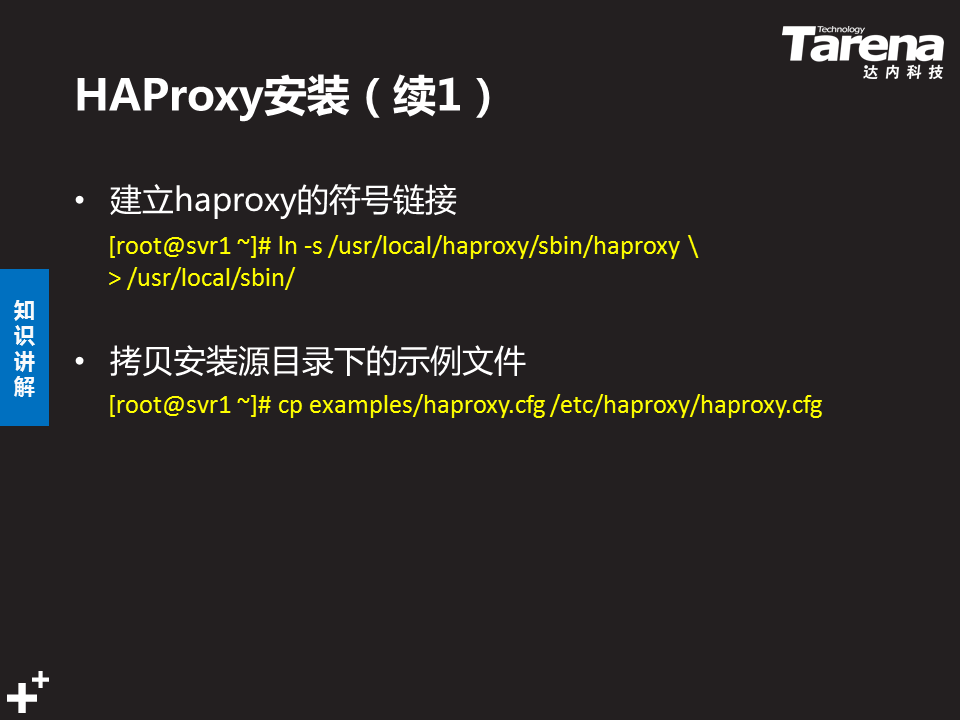 Technology
Tarena
达内科技
HAProxy安装（续1）
• 建立haproxy的符号链接
[root@svr1 ~]# ln -s /usr/local/haproxy/sbin/haproxy \
> /usr/local/sbin/
知识讲解
• 拷贝安装源目录下的示例文件
[root@svr1 ~]# cp examples/haproxy.cfg /etc/haproxy/haproxy.cfg